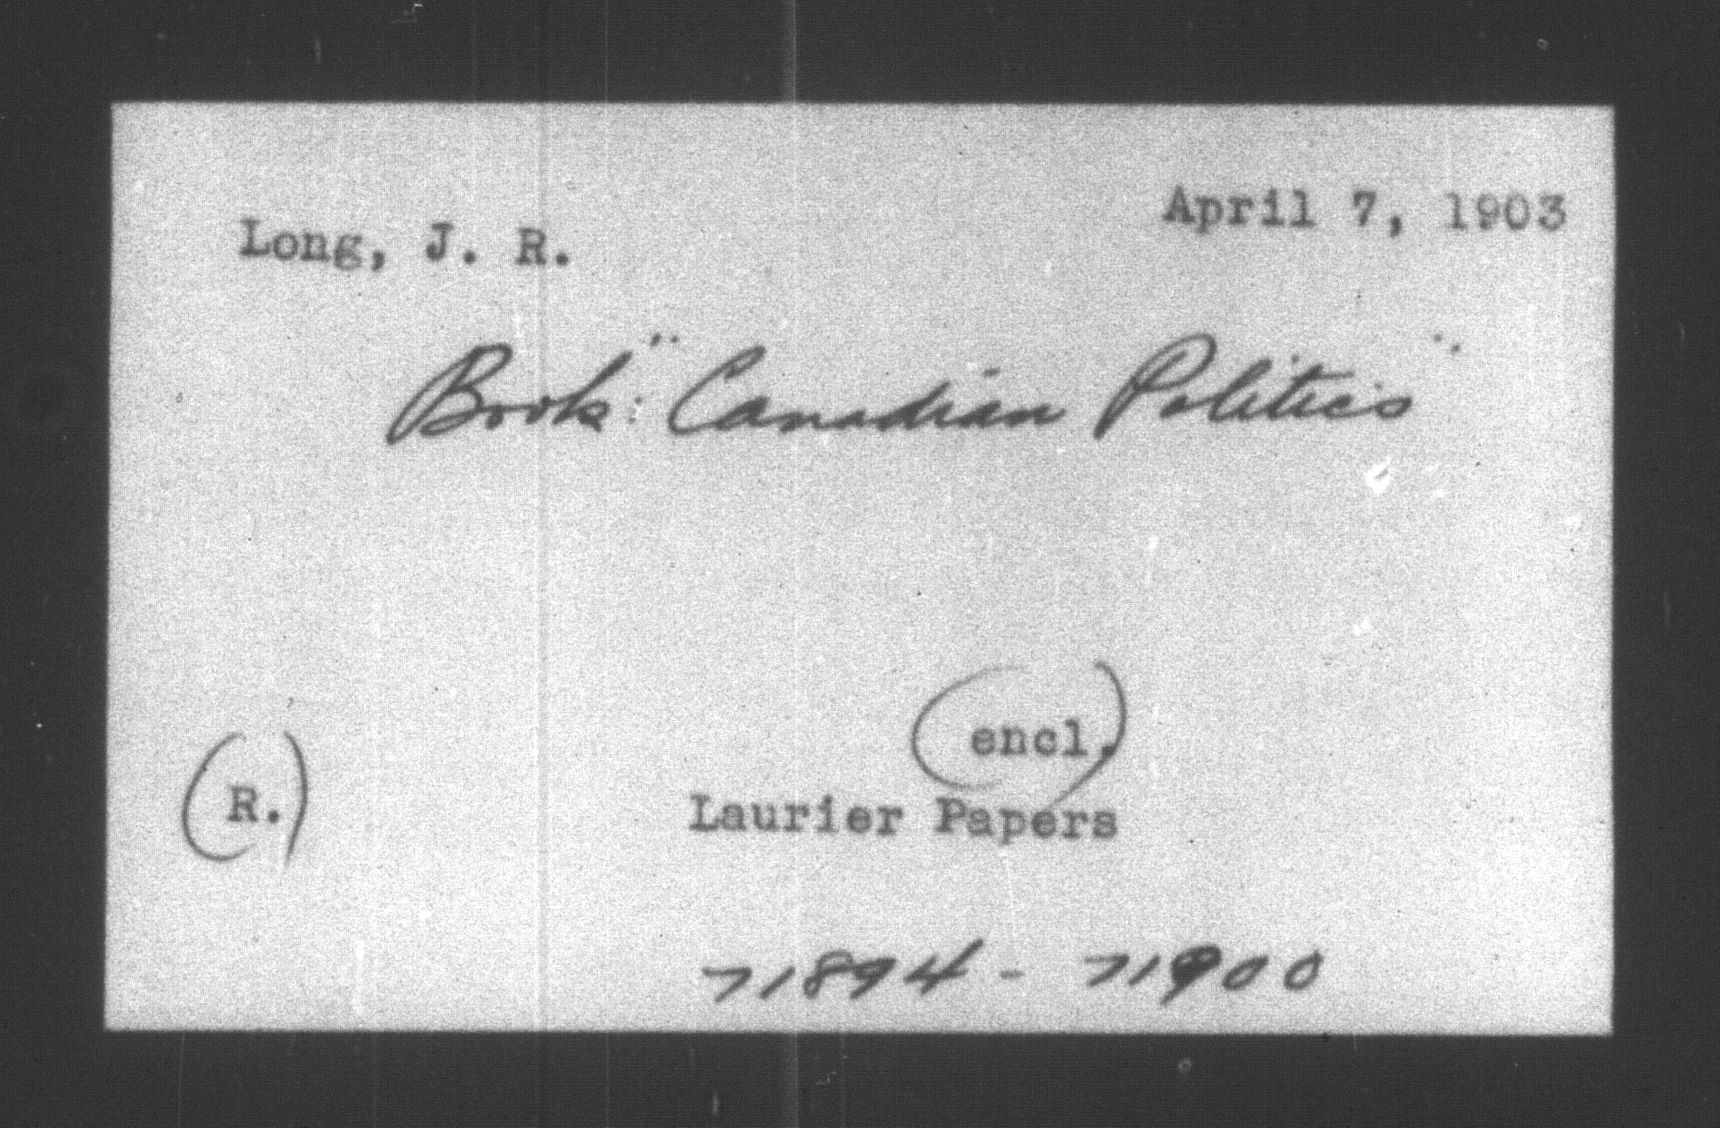 April 7, 1903
Long, J. R.
Book: "Canadian Politics"
(encl.)
(R.)
Laurier Papers
71894 - 71900